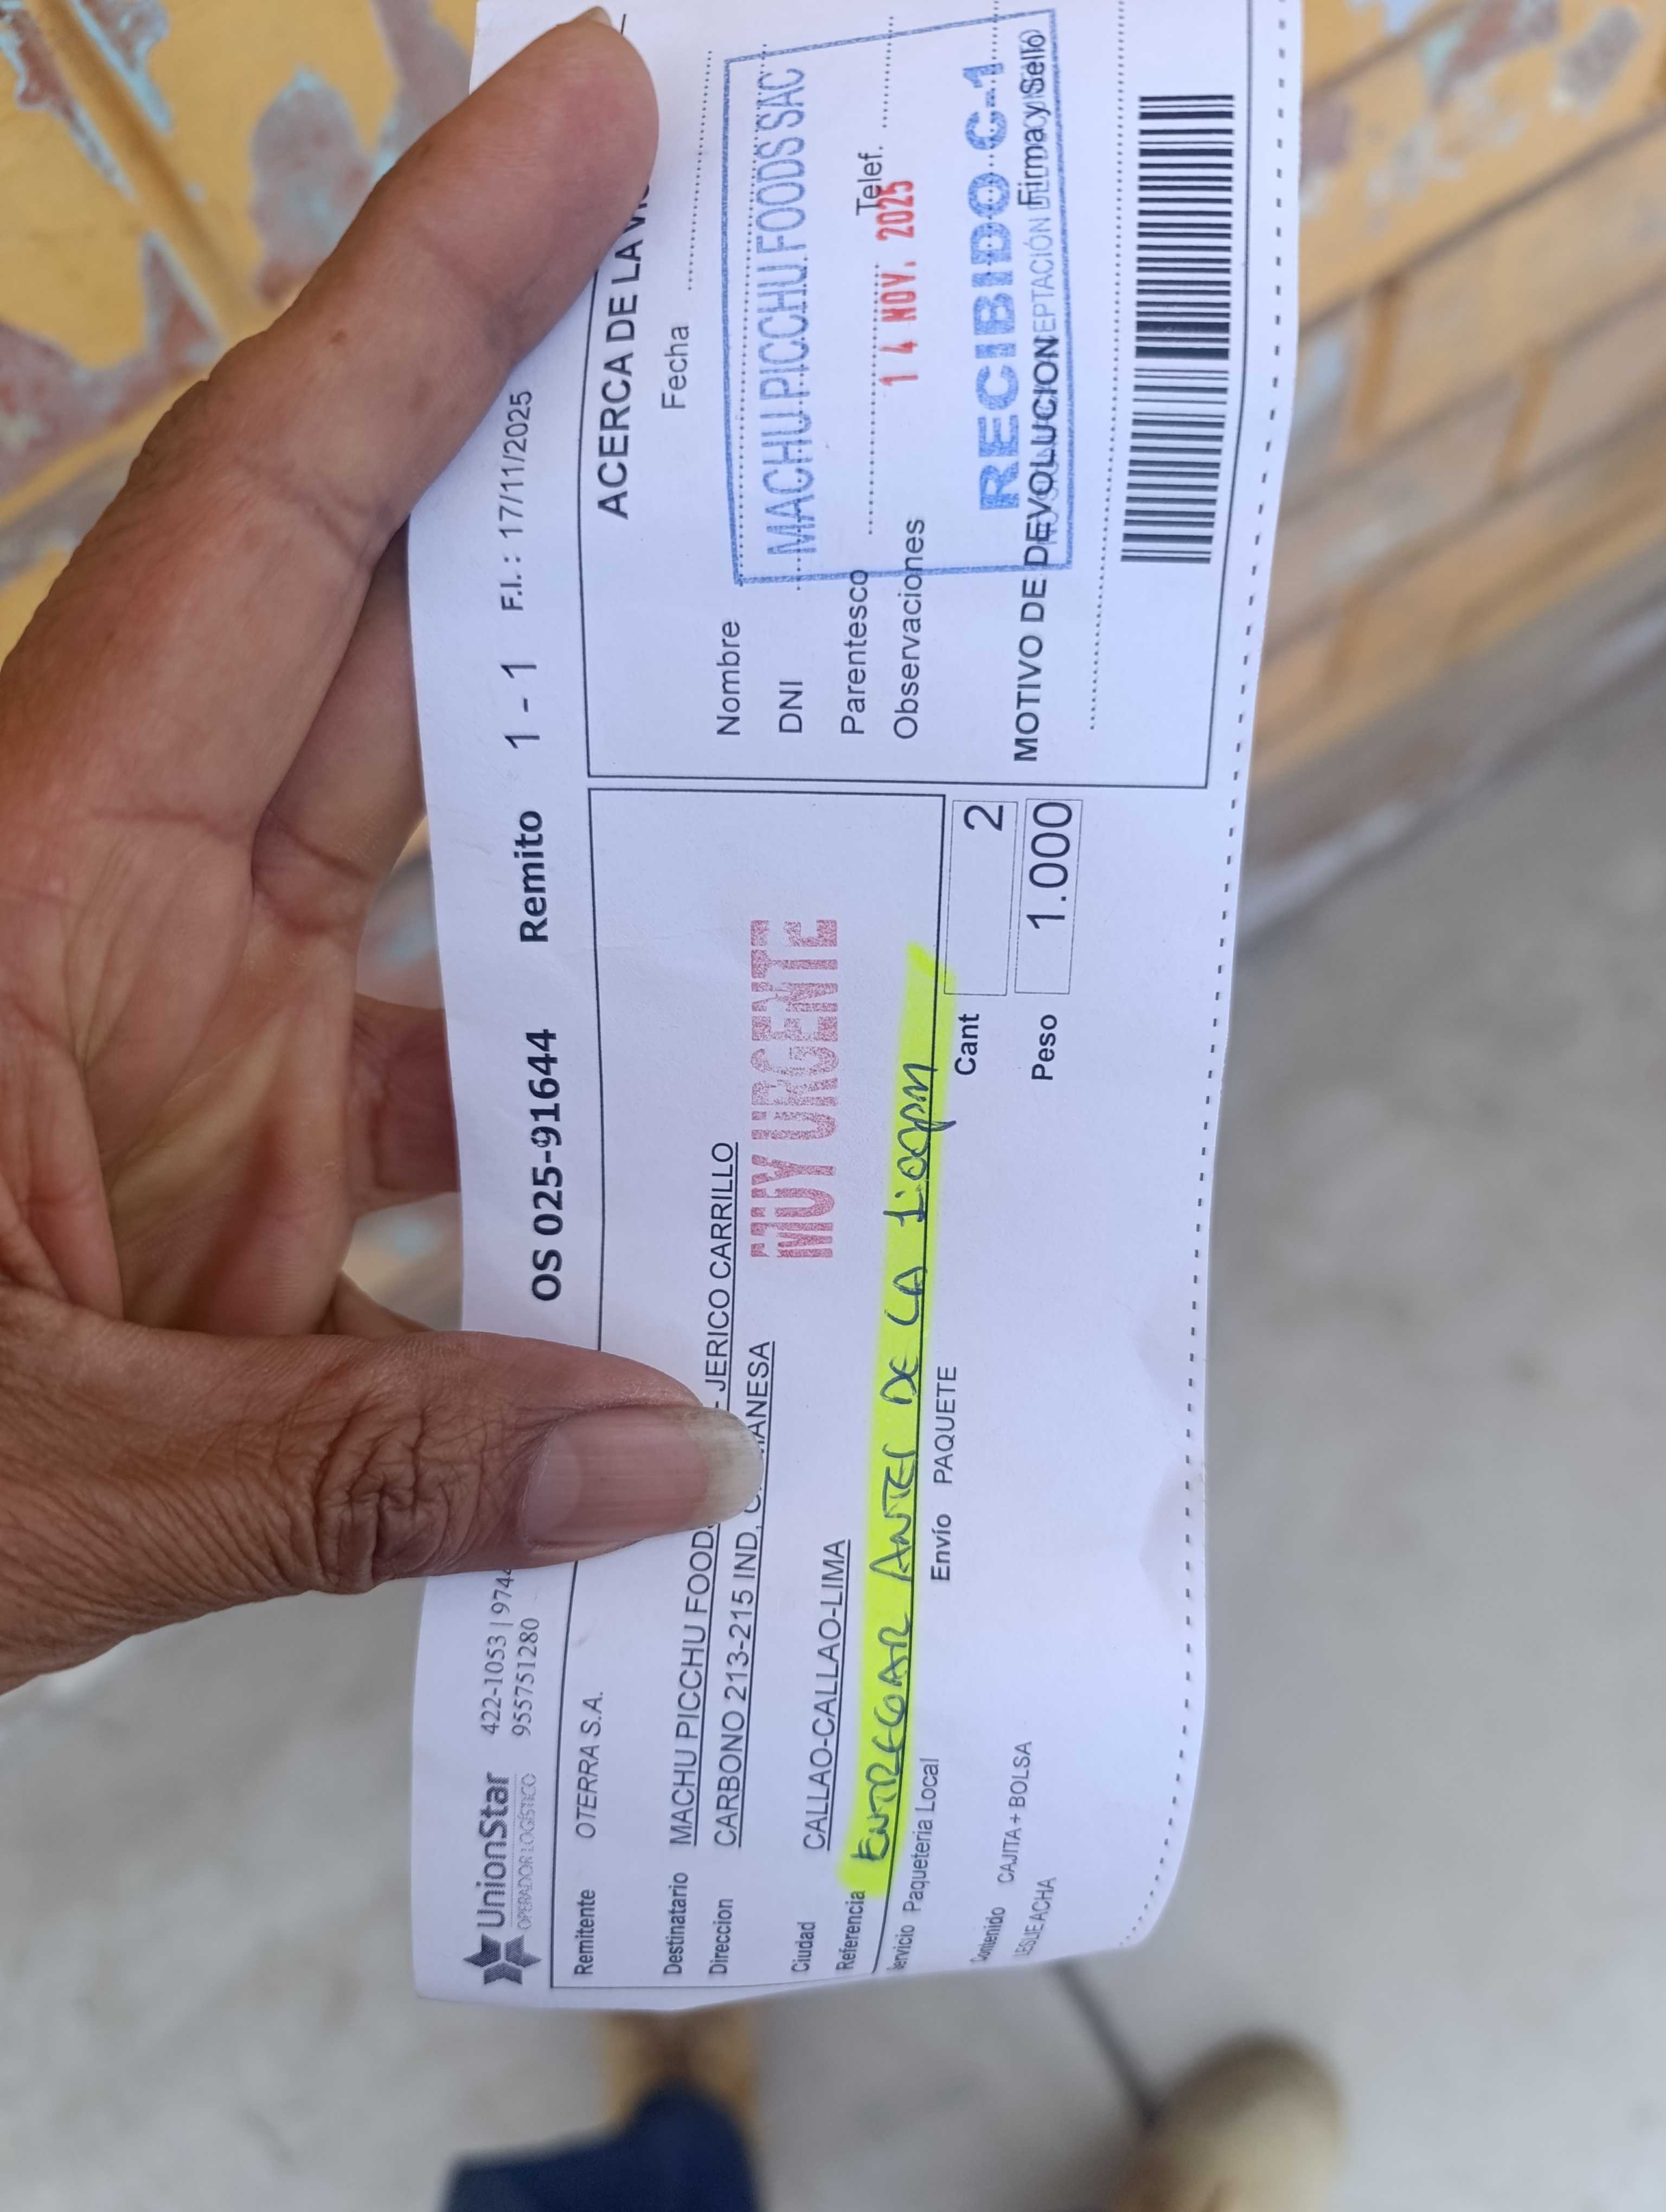 UnionStar
OPERADOR LOGÍSTICO
422-1053 | 974
955751280
OS 025-91644 Remito 1 - 1 F.I.: 17/11/2025
Remitente OTERRA S.A.
Destinatario MACHU PICCHU FOOD JERICO CARRILLO
Direccion CARBONO 213-215 IND,
Ciudad CALLAO-CALLAO-LIMA
MUY URGENTE
Referencia ENTREGAR ANTES DE LA 1:00PM
Servicio Paqueteria Local Envío PAQUETE
Cant 2
Contenido CAJITA + BOLSA
Peso 1.000
LESLIE ACHA
ACERCA DE LA
Fecha
Nombre
DNI
Parentesco Telef.
Observaciones
MACHU PICCHU FOODS SAC
14 NOV. 2025
RECIBIDO C-1
MOTIVO DE DEVOLUCION Firma y Sello